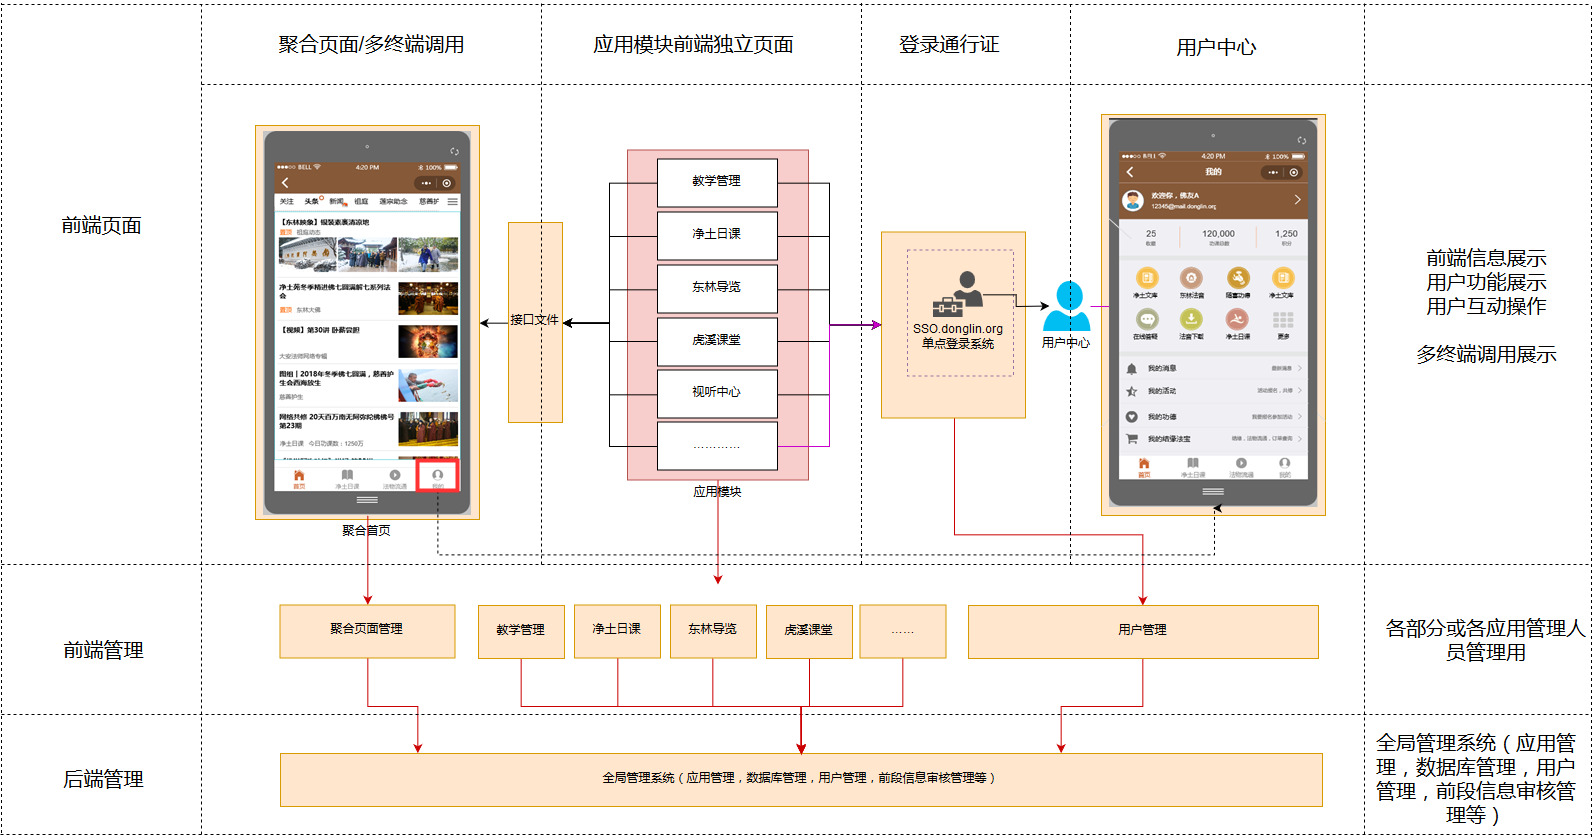 聚合页面/多终端调用
应用模块前端独立页面
登录通行证
用户中心
前端页面
BELL
4:20 PM
100%
关注 头条 新闻 祖庭 莲宗助念 慈善护
【东林映象】银装素裹清凉地
置顶 祖庭动态
净土苑冬季精进佛七圆满解七系列法
会
置顶 东林大佛
【视频】第30讲 卧薪尝胆
大安法师网络专辑
图组丨2018年冬季佛七圆满，慈善护
生会西海放生
慈善护生
网络共修 20天百万南无阿弥陀佛佛号
第23期
净土日课 今日功课数：1250万
首页
净土日课
法物流通
我的
聚合首页
接口文件
教学管理
净土日课
东林导览
虎溪课堂
视听中心
…………
应用模块
SSO.donglin.org
单点登录系统
用户中心
BELL
4:20 PM
100%
我的
欢迎你，佛友A
12345@mail.donglin.org
25
收藏
120,000
功课总数
1,250
积分
净土文库
东林法音
随喜功德
净土文库
在线答疑
法音下载
净土日课
更多
我的消息
最新消息
我的活动
活动报名，共修
我的功德
我要报名参加活动
我的结缘法宝
结缘，法物流通，订单查询
首页
净土日课
法物流通
我的
前端信息展示
用户功能展示
用户互动操作
多终端调用展示
前端管理
聚合页面管理
教学管理
净土日课
东林导览
虎溪课堂
……
用户管理
各部分或各应用管理人
员管理用
后端管理
全局管理系统（应用管理，数据库管理，用户管理，前段信息审核管理等）
全局管理系统（应用管
理，数据库管理，用户
管理，前段信息审核管
理等）